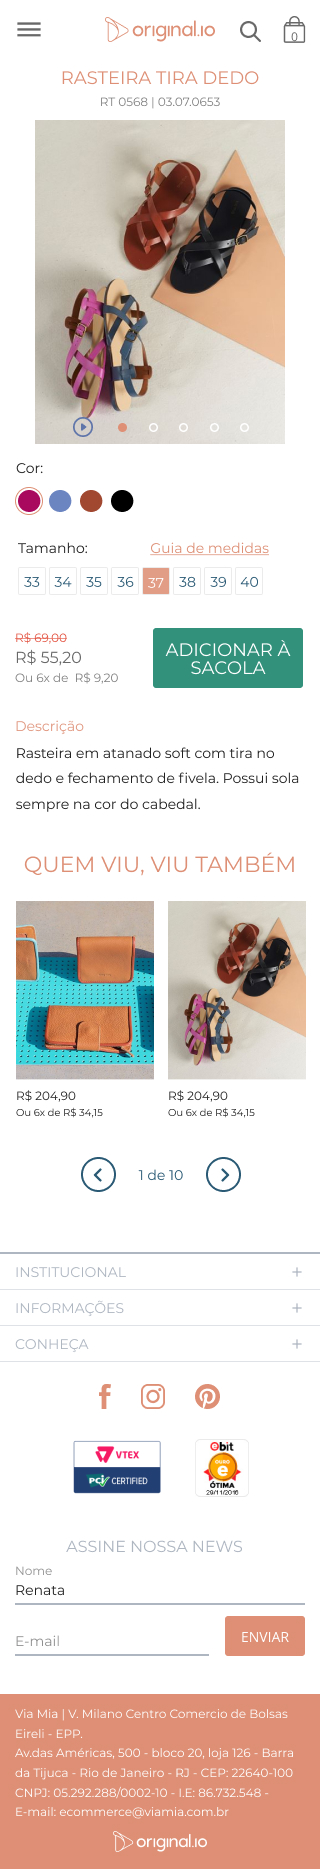 original.io
0
RASTEIRA TIRA DEDO
RT 0568 | 03.07.0653
Cor:
Tamanho: Guia de medidas
33 34 35 36 37 38 39 40
R$ 69,00
R$ 55,20
Ou 6x de R$ 9,20
ADICIONAR À
SACOLA
Descrição
Rasteira em atanado soft com tira no
dedo e fechamento de fivela. Possui sola
sempre na cor do cabedal.
QUEM VIU, VIU TAMBÉM
R$ 204,90 R$ 204,90
Ou 6x de R$ 34,15 Ou 6x de R$ 34,15
1 de 10
INSTITUCIONAL +
INFORMAÇÕES +
CONHEÇA +
VTEX
PCI CERTIFIED
ebit
OURO
ÓTIMA
29/11/2016
ASSINE NOSSA NEWS
Nome
Renata
E-mail
ENVIAR
Via Mia | V. Milano Centro Comercio de Bolsas
Eireli - EPP.
Av.das Américas, 500 - bloco 20, loja 126 - Barra
da Tijuca - Rio de Janeiro - RJ - CEP: 22640-100
CNPJ: 05.292.288/0002-10 - I.E: 86.732.548 -
E-mail: ecommerce@viamia.com.br
original.io